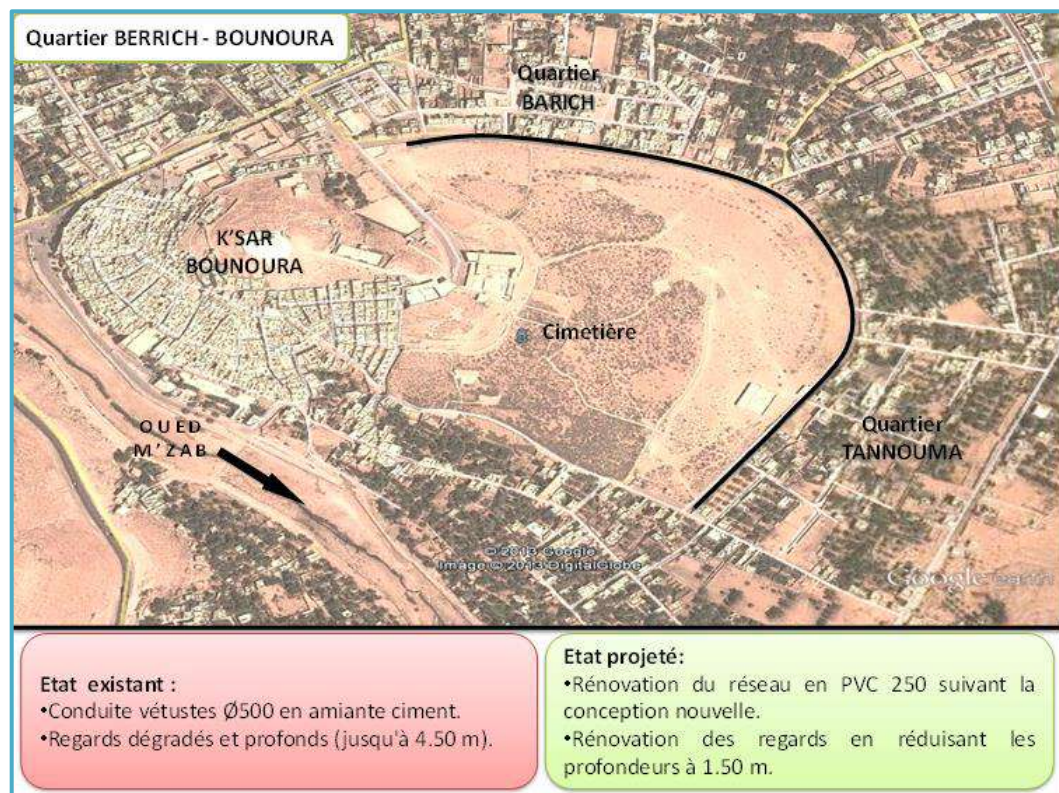 Quartier BERRICH - BOUNOURA
Quartier
BARICH
K'SAR
BOUNOURA
Cimetière
OUED
M'ZAB
Quartier
TANNOUMA
© 2013 Google
Image © 2013 DigitalGlobe
Google earth
Etat existant :
•Conduite vétustes Ø500 en amiante ciment.
•Regards dégradés et profonds (jusqu'à 4.50 m).
Etat projeté:
•Rénovation du réseau en PVC 250 suivant la
conception nouvelle.
•Rénovation des regards en réduisant les
profondeurs à 1.50 m.